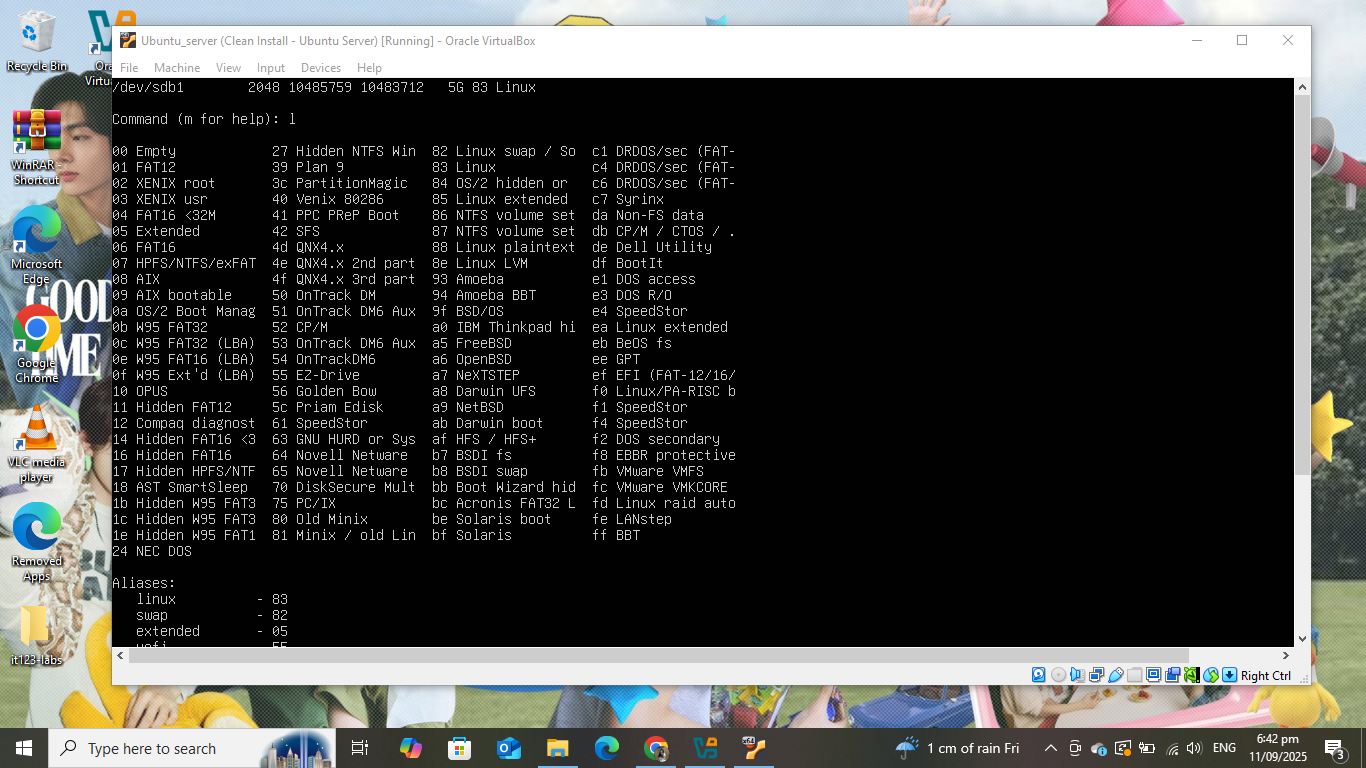 Recycle Bin
Ora
Virtu
WinRAR -
Shortcut
Microsoft
Edge
GOOD
TIME
Google
Chrome
VLC media
player
Removed
Apps
it123-labs
Ubuntu_server (Clean Install - Ubuntu Server) [Running] - Oracle VirtualBox
File Machine View Input Devices Help
/dev/sdb1 2048 10485759 10483712 5G 83 Linux
Command (m for help): l
00 Empty 27 Hidden NTFS Win 82 Linux swap / So c1 DRDOS/sec (FAT-
01 FAT12 39 Plan 9 83 Linux c4 DRDOS/sec (FAT-
02 XENIX root 3c PartitionMagic 84 OS/2 hidden or c6 DRDOS/sec (FAT-
03 XENIX usr 40 Venix 80286 85 Linux extended c7 Syrinx
04 FAT16 <32M 41 PPC PReP Boot 86 NTFS volume set da Non-FS data
05 Extended 42 SFS 87 NTFS volume set db CP/M / CTOS / .
06 FAT16 4d QNX4.x 88 Linux plaintext de Dell Utility
07 HPFS/NTFS/exFAT 4e QNX4.x 2nd part 8e Linux LVM df BootIt
08 AIX 4f QNX4.x 3rd part 93 Amoeba e1 DOS access
09 AIX bootable 50 OnTrack DM 94 Amoeba BBT e3 DOS R/O
0a OS/2 Boot Manag 51 OnTrack DM6 Aux 9f BSD/OS e4 SpeedStor
0b W95 FAT32 52 CP/M a0 IBM Thinkpad hi ea Linux extended
0c W95 FAT32 (LBA) 53 OnTrack DM6 Aux a5 FreeBSD eb BeOS fs
0e W95 FAT16 (LBA) 54 OnTrackDM6 a6 OpenBSD ee GPT
0f W95 Ext'd (LBA) 55 EZ-Drive a7 NeXTSTEP ef EFI (FAT-12/16/
10 OPUS 56 Golden Bow a8 Darwin UFS f0 Linux/PA-RISC b
11 Hidden FAT12 5c Priam Edisk a9 NetBSD f1 SpeedStor
12 Compaq diagnost 61 SpeedStor ab Darwin boot f4 SpeedStor
14 Hidden FAT16 <3 63 GNU HURD or Sys af HFS / HFS+ f2 DOS secondary
16 Hidden FAT16 64 Novell Netware b7 BSDI fs f8 EBBR protective
17 Hidden HPFS/NTF 65 Novell Netware b8 BSDI swap fb VMware VMFS
18 AST SmartSleep 70 DiskSecure Mult bb Boot Wizard hid fc VMware VMKCORE
1b Hidden W95 FAT3 75 PC/IX bc Acronis FAT32 L fd Linux raid auto
1c Hidden W95 FAT3 80 Old Minix be Solaris boot fe LANstep
1e Hidden W95 FAT1 81 Minix / old Lin bf Solaris ff BBT
24 NEC DOS
Aliases:
linux - 83
swap - 82
extended - 05
Right Ctrl
Type here to search
1 cm of rain Fri
ENG
6:42 pm
11/09/2025
3